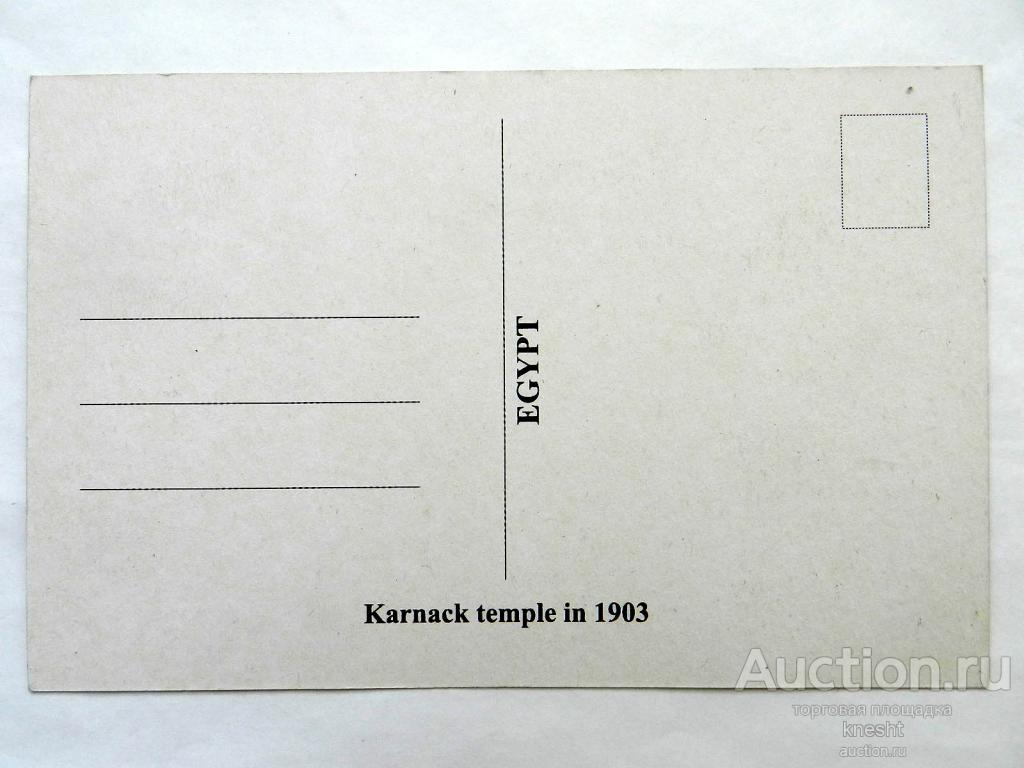 EGYPT
Karnack temple in 1903
Auction.ru
торговая площадка
knesht
auction.ru